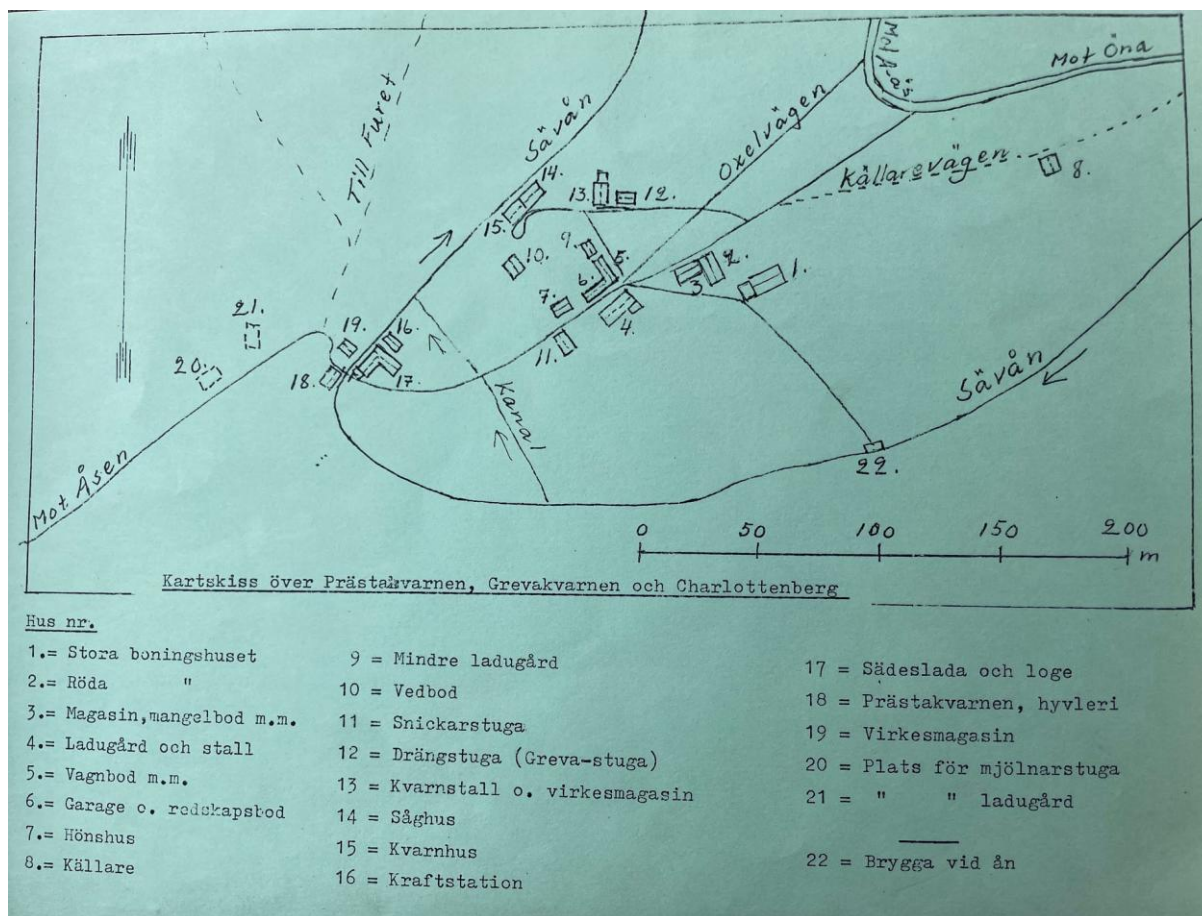 Mot A-ås
Mot Öna
Till Furet
Sävån
Oxelvägen
Källarevägen
8.
14.
13.
12.
15.
9.
10.
5.
2.
1.
6.
3
7.
4.
21.
19.
16.
11.
20.
18.
17.
Kanal
Sävån
Mot Åsen
22.
0 50 100 150 200
m
Kartskiss över Prästakvarnen, Grevakvarnen och Charlottenberg
Hus nr.
1.= Stora boningshuset
2.= Röda "
3.= Magasin,mangelbod m.m.
4.= Ladugård och stall
5.= Vagnbod m.m.
6.= Garage o. redskapsbod
7.= Hönshus
8.= Källare
9 = Mindre ladugård
10 = Vedbod
11 = Snickarstuga
12 = Drängstuga (Greva-stuga)
13 = Kvarnstall o. virkesmagasin
14 = Såghus
15 = Kvarnhus
16 = Kraftstation
17 = Sädeslada och loge
18 = Prästakvarnen, hyvleri
19 = Virkesmagasin
20 = Plats för mjölnarstuga
21 = " " ladugård
22 = Brygga vid ån